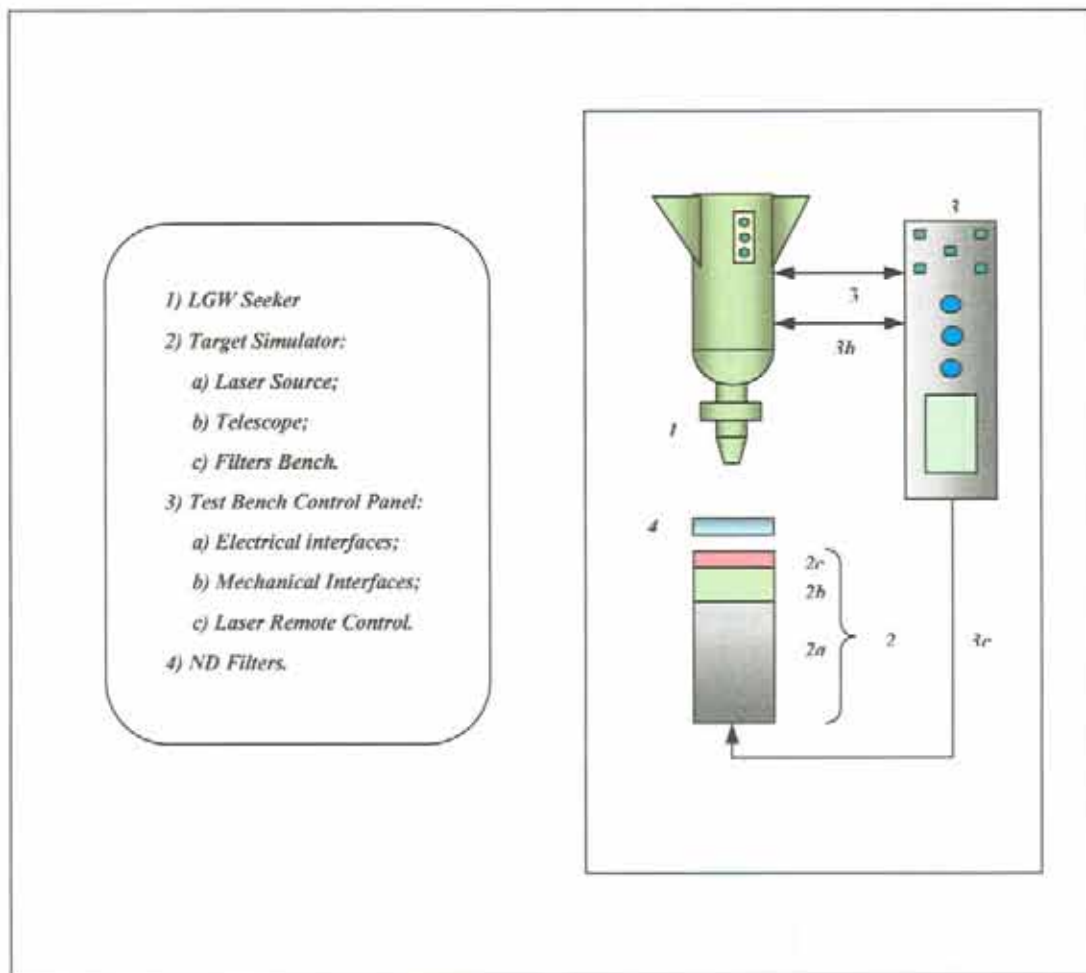 1) LGW Seeker
2) Target Simulator:
a) Laser Source;
b) Telescope;
c) Filters Bench.
3) Test Bench Control Panel:
a) Electrical interfaces;
b) Mechanical Interfaces;
c) Laser Remote Control.
4) ND Filters.
3
3
3b
1
4
2c
2b
2a
2
3c